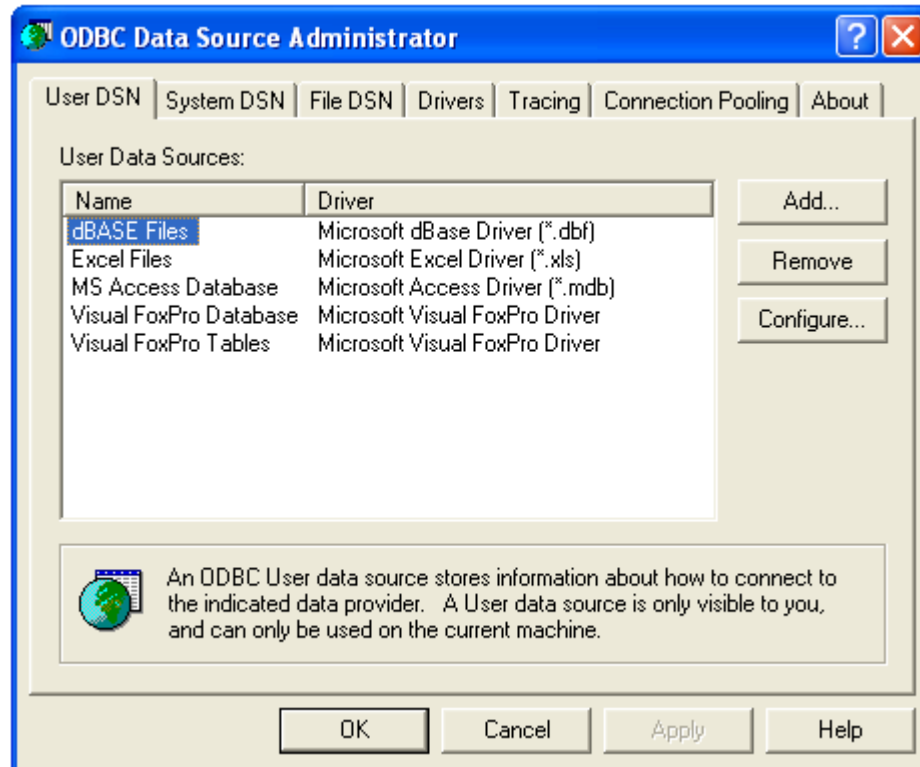 ODBC Data Source Administrator
User DSN System DSN File DSN Drivers Tracing Connection Pooling About
User Data Sources:
Name Driver
dBASE Files Microsoft dBase Driver (*.dbf)
Excel Files Microsoft Excel Driver (*.xls)
MS Access Database Microsoft Access Driver (*.mdb)
Visual FoxPro Database Microsoft Visual FoxPro Driver
Visual FoxPro Tables Microsoft Visual FoxPro Driver
Add...
Remove
Configure...
An ODBC User data source stores information about how to connect to
the indicated data provider. A User data source is only visible to you,
and can only be used on the current machine.
OK Cancel Apply Help